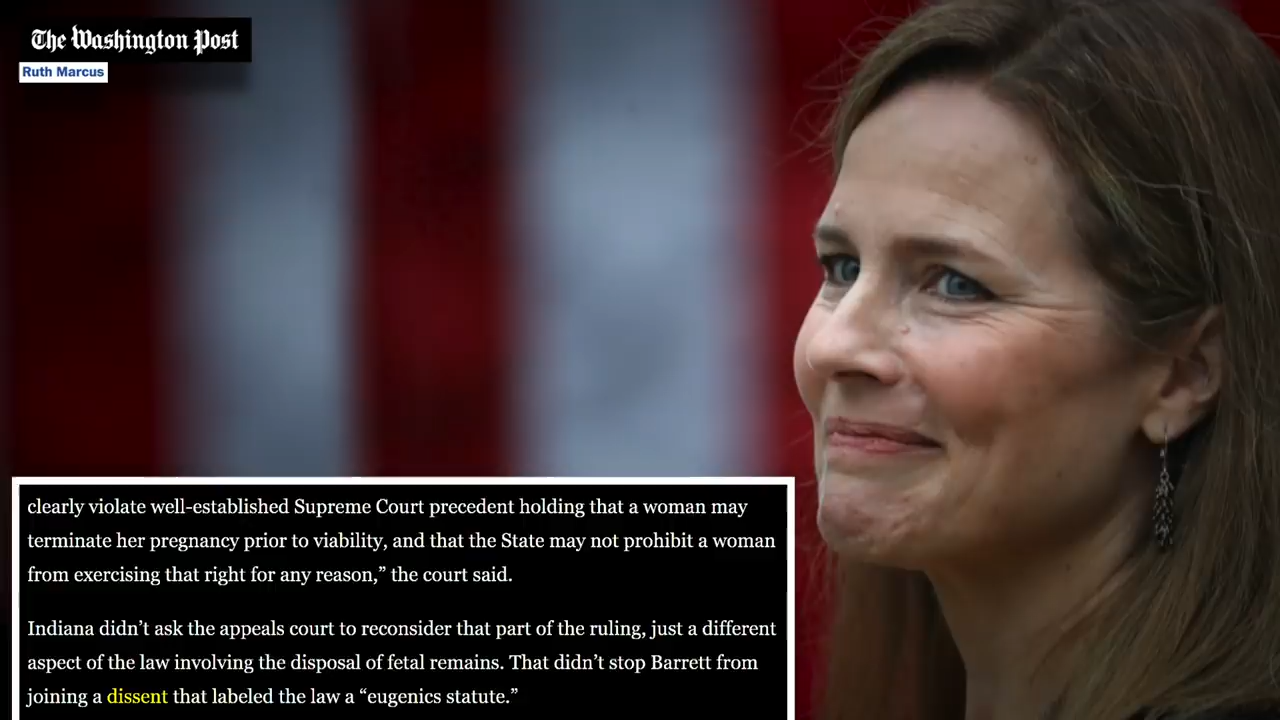 The Washington Post
Ruth Marcus
clearly violate well-established Supreme Court precedent holding that a woman may
terminate her pregnancy prior to viability, and that the State may not prohibit a woman
from exercising that right for any reason,” the court said.
Indiana didn’t ask the appeals court to reconsider that part of the ruling, just a different
aspect of the law involving the disposal of fetal remains. That didn’t stop Barrett from
joining a dissent that labeled the law a “eugenics statute.”